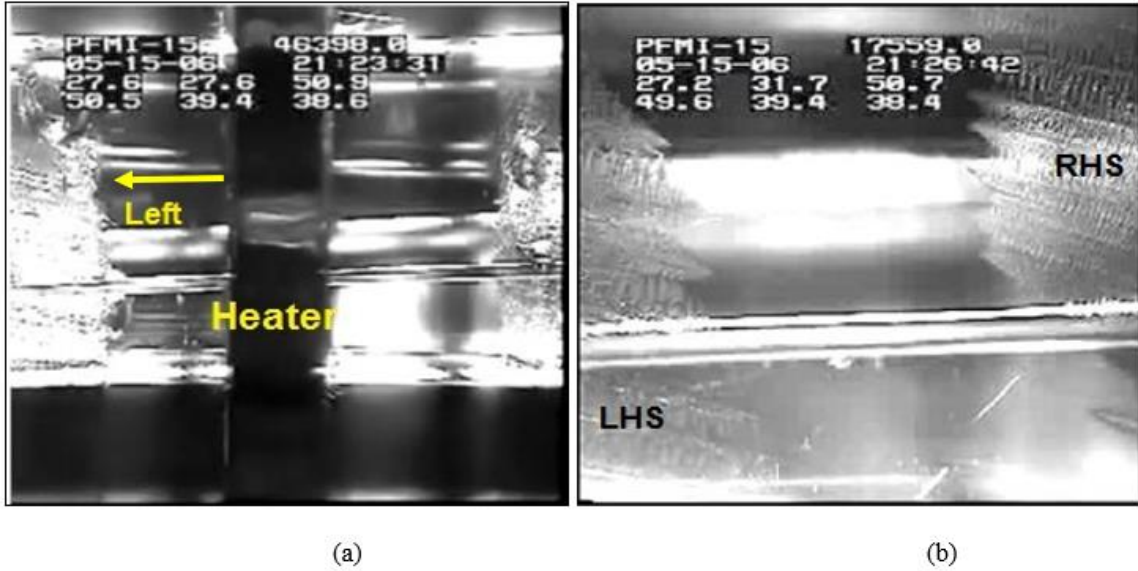 PFMI-15 46398.0
05-15-06 21:23:31
27.6 27.6 50.9
50.5 39.4 38.6
Left
Heater
(a)
PFMI-15 17559.0
05-15-06 21:26:42
27.2 31.7 50.7
49.6 39.4 38.4
RHS
LHS
(b)